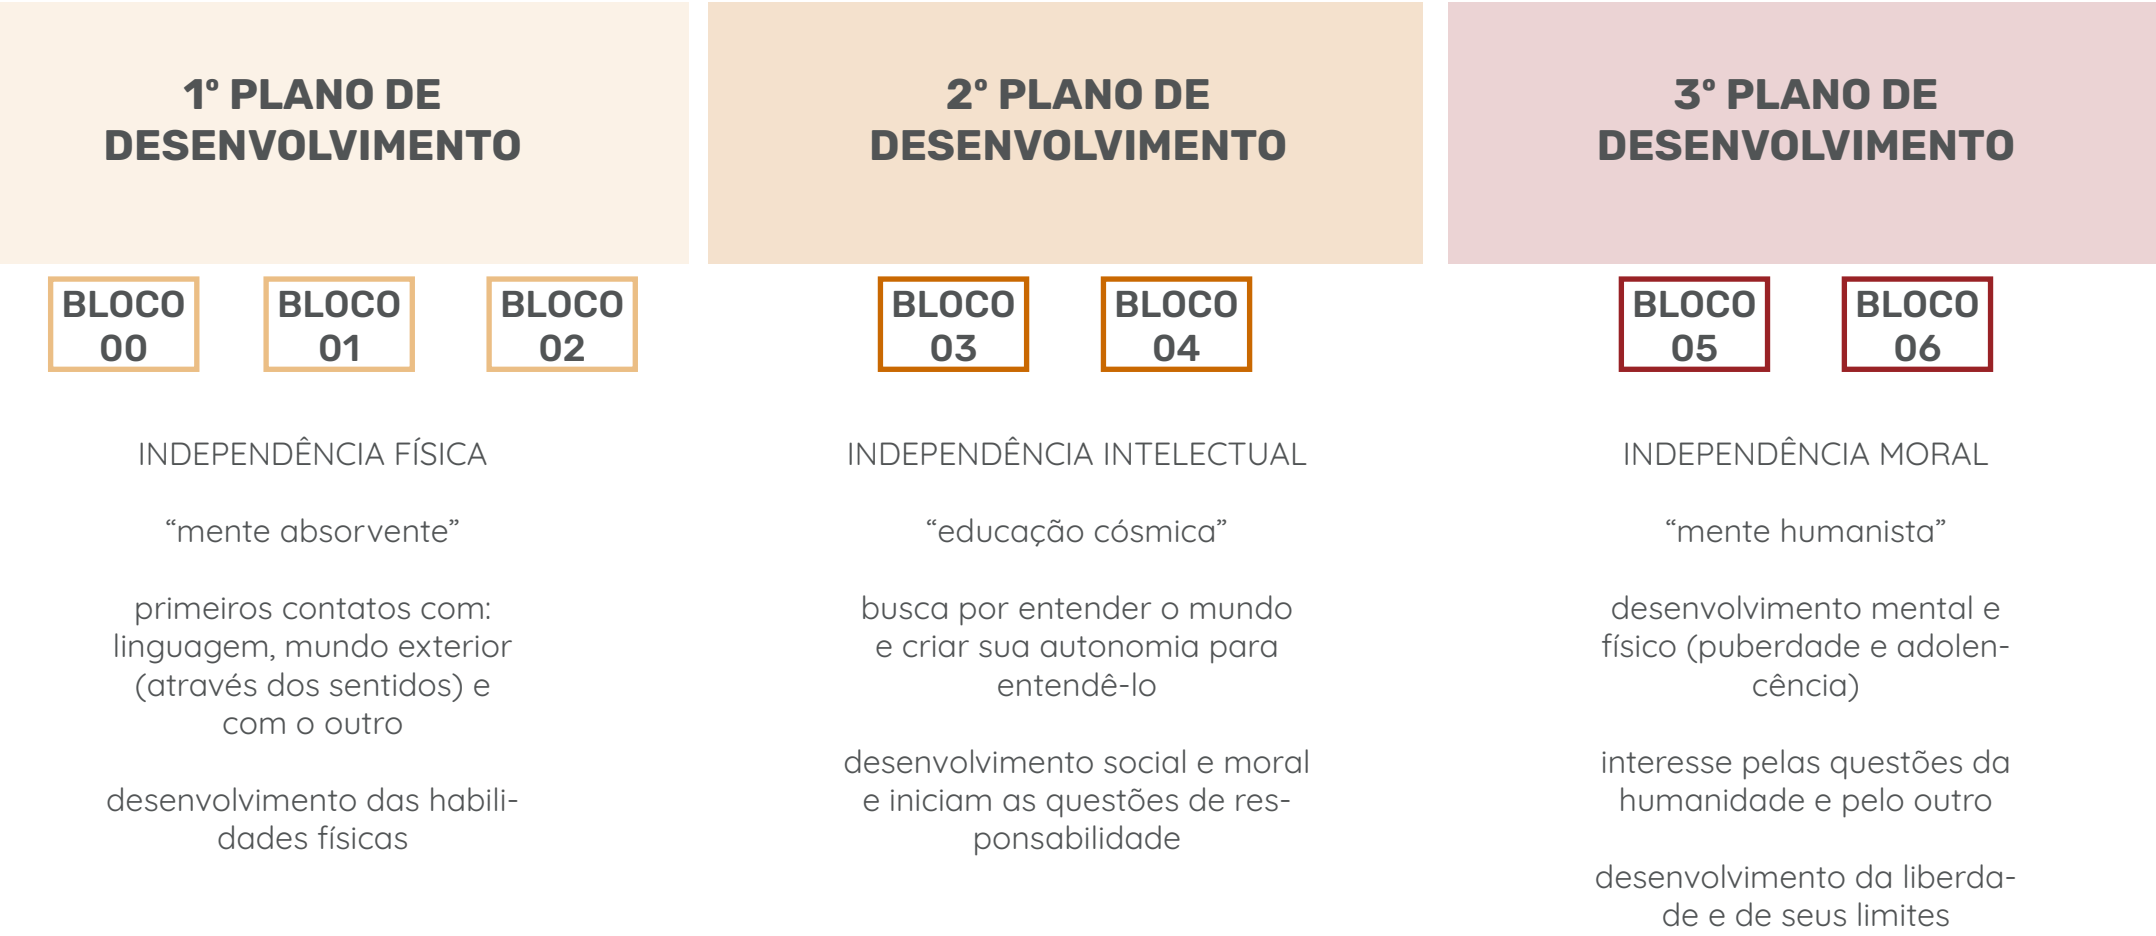 1º PLANO DE
DESENVOLVIMENTO
BLOCO
00
BLOCO
01
BLOCO
02
INDEPENDÊNCIA FÍSICA
“mente absorvente”
primeiros contatos com:
linguagem, mundo exterior
(através dos sentidos) e
com o outro
desenvolvimento das habili-
dades físicas
2º PLANO DE
DESENVOLVIMENTO
BLOCO
03
BLOCO
04
INDEPENDÊNCIA INTELECTUAL
“educação cósmica”
busca por entender o mundo
e criar sua autonomia para
entendê-lo
desenvolvimento social e moral
e iniciam as questões de res-
ponsabilidade
3º PLANO DE
DESENVOLVIMENTO
BLOCO
05
BLOCO
06
INDEPENDÊNCIA MORAL
“mente humanista”
desenvolvimento mental e
físico (puberdade e adolen-
cência)
interesse pelas questões da
humanidade e pelo outro
desenvolvimento da liberda-
de e de seus limites